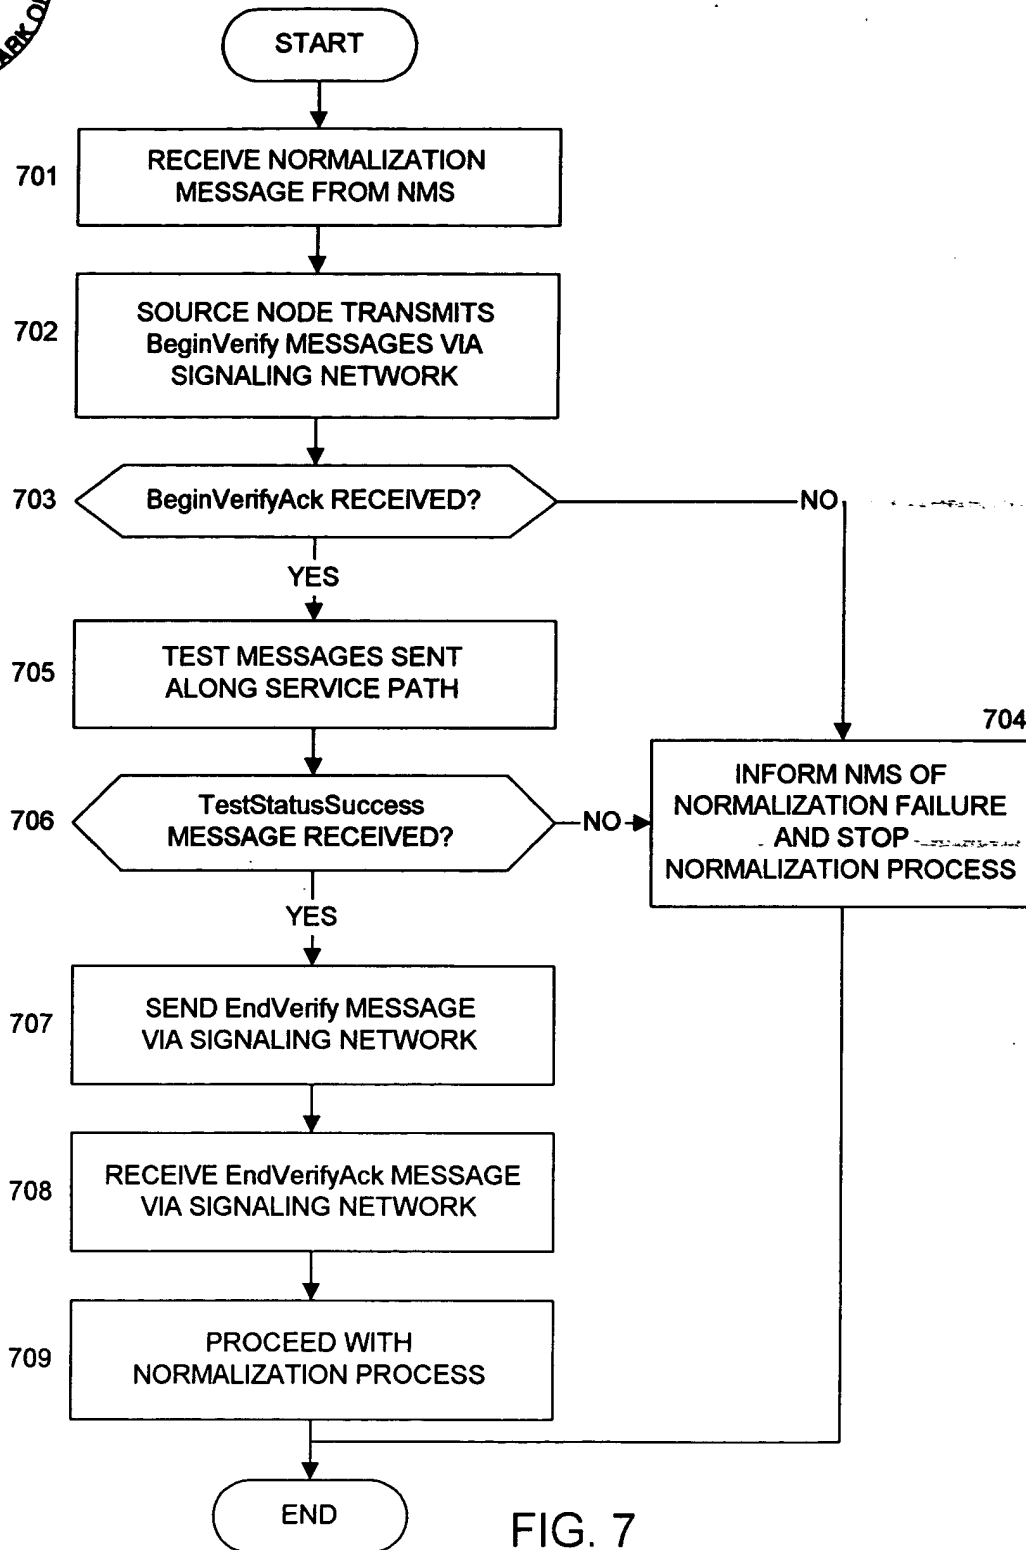 START
701
RECEIVE NORMALIZATION
MESSAGE FROM NMS
702
SOURCE NODE TRANSMITS
BeginVerify MESSAGES VIA
SIGNALING NETWORK
703
BeginVerifyAck RECEIVED?
NO
YES
705
TEST MESSAGES SENT
ALONG SERVICE PATH
704
INFORM NMS OF
NORMALIZATION FAILURE
AND STOP
NORMALIZATION PROCESS
706
TestStatusSuccess
MESSAGE RECEIVED?
NO
YES
707
SEND EndVerify MESSAGE
VIA SIGNALING NETWORK
708
RECEIVE EndVerifyAck MESSAGE
VIA SIGNALING NETWORK
709
PROCEED WITH
NORMALIZATION PROCESS
END
FIG. 7